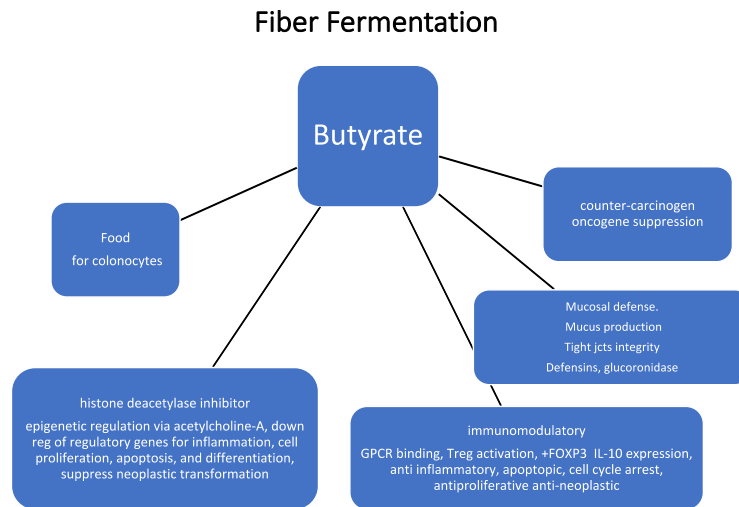 Fiber Fermentation
Butyrate
counter-carcinogen
oncogene suppression
Food
for colonocytes
Mucosal defense.
Mucus production
Tight jcts integrity
Defensins, glucoronidase
histone deacetylase inhibitor
epigenetic regulation via acetylcholine-A, down
reg of regulatory genes for inflammation, cell
proliferation, apoptosis, and differentiation,
suppress neoplastic transformation
immunomodulatory
GPCR binding, Treg activation, +FOXP3 IL-10 expression,
anti inflammatory, apoptopic, cell cycle arrest,
antiproliferative anti-neoplastic